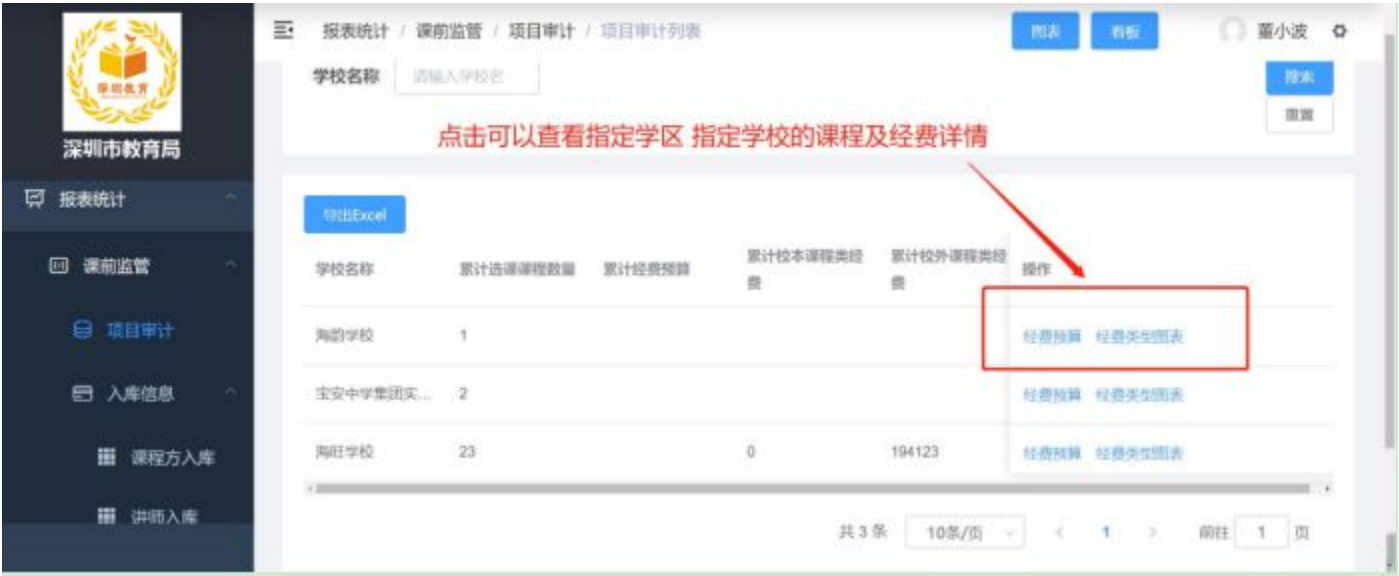 报表统计 / 课前监管 / 项目审计 / 项目审计列表
图表 看板 董小波
学校名称 请输入学校名 搜索
重置
点击可以查看指定学区 指定学校的课程及经费详情
深圳教育
深圳市教育局
报表统计
课前监管
项目审计
入库信息
课程方入库
讲师入库
导出Excel
学校名称 累计选课课程数量 累计经费预算 累计校本课程类经费 累计校外课程类经费 操作
海韵学校 1 经费预算 经费类型图表
宝安中学集团实... 2 经费预算 经费类型图表
海旺学校 23 0 194123 经费预算 经费类型图表
共 3 条 10条/页 < 1 > 前往 1 页